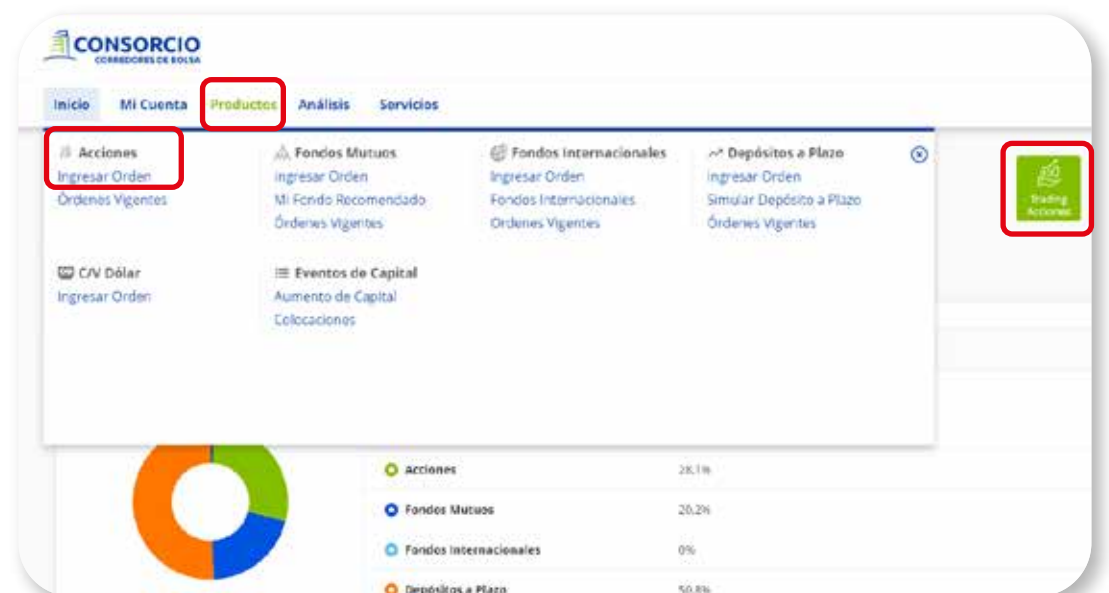 CONSORCIO
CORREDORES DE BOLSA
Inicio Mi Cuenta Productos Análisis Servicios
Acciones
Ingresar Orden
Órdenes Vigentes
Fondos Mutuos
Ingresar Orden
Mi Fondo Recomendado
Órdenes Vigentes
Fondos Internacionales
Ingresar Orden
Fondos Internacionales
Ordenes Vigentes
Depósitos a Plazo
Ingresar Orden
Simular Depósito a Plazo
Órdenes Vigentes
C/V Dólar
Ingresar Orden
Eventos de Capital
Aumento de Capital
Colocaciones
Trading
Acciones
Acciones 28,1%
Fondos Mutuos 20,2%
Fondos Internacionales 0%
Depósitos a Plazo 50,8%